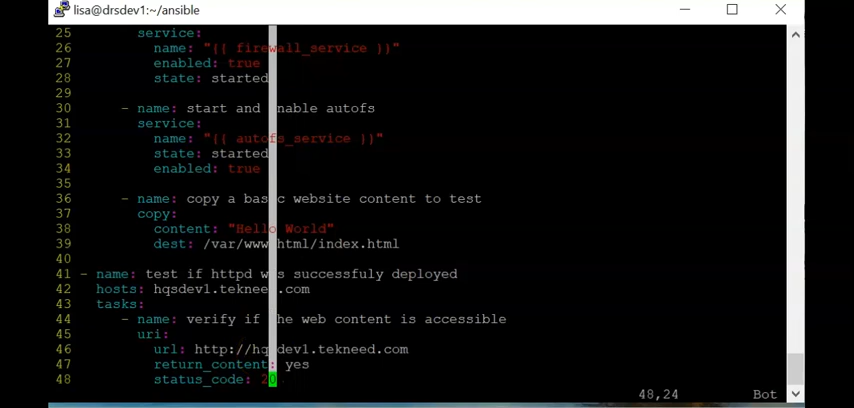 lisa@drsdev1:~/ansible
25 service:
26 name: "{{ firewall_service }}"
27 enabled: true
28 state: started
29
30 - name: start and enable autofs
31 service:
32 name: "{{ autofs_service }}"
33 state: started
34 enabled: true
35
36 - name: copy a basic website content to test
37 copy:
38 content: "Hello World"
39 dest: /var/www/html/index.html
40
41 - name: test if httpd was successfuly deployed
42 hosts: hqsdev1.tekneed.com
43 tasks:
44 - name: verify if the web content is accessible
45 uri:
46 url: http://hqsdev1.tekneed.com
47 return_content: yes
48 status_code: 20
48,24 Bot